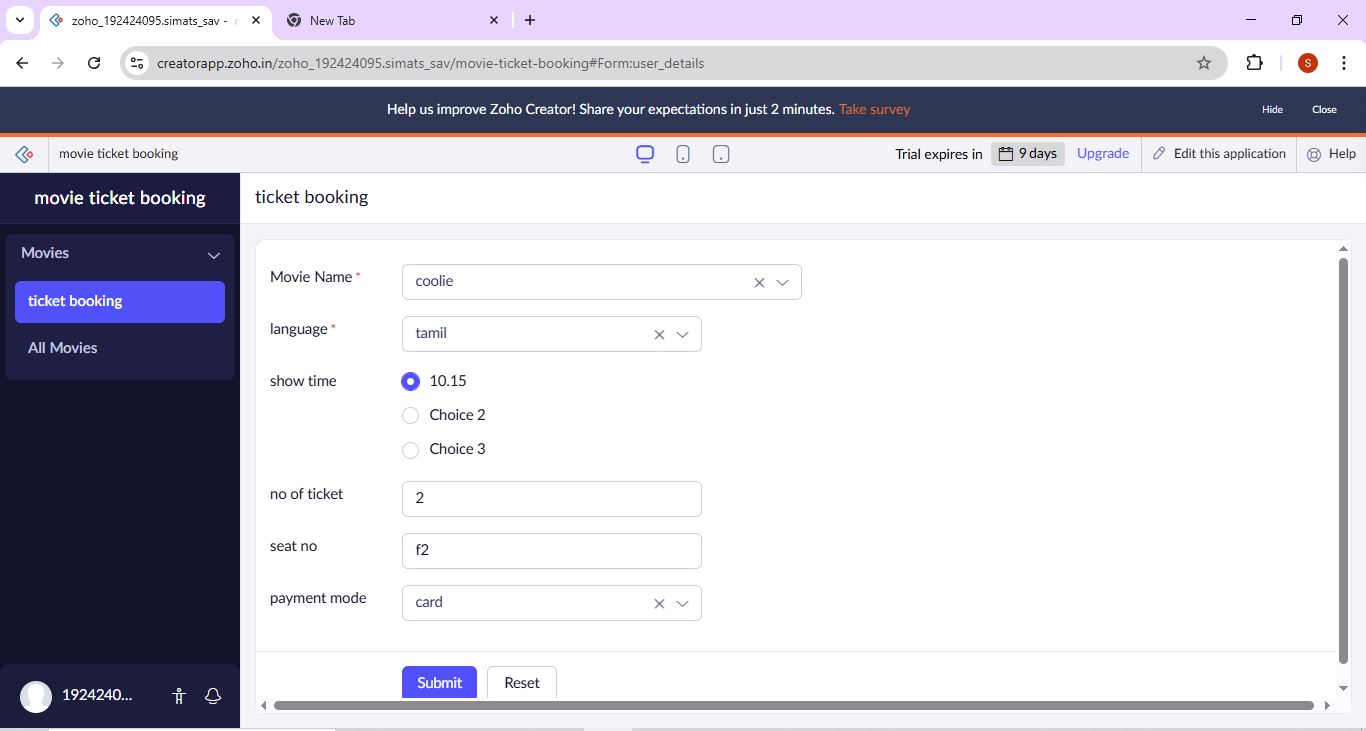 zoho_192424095.simats_sav -
New Tab
creatorapp.zoho.in/zoho_192424095.simats_sav/movie-ticket-booking#Form:user_details
S
Help us improve Zoho Creator! Share your expectations in just 2 minutes. Take survey
Hide
Close
movie ticket booking
Trial expires in 9 days Upgrade
Edit this application
Help
movie ticket booking
ticket booking
Movies
ticket booking
All Movies
Movie Name * coolie
language * tamil
show time 10.15
Choice 2
Choice 3
no of ticket 2
seat no f2
payment mode card
Submit Reset
1924240...